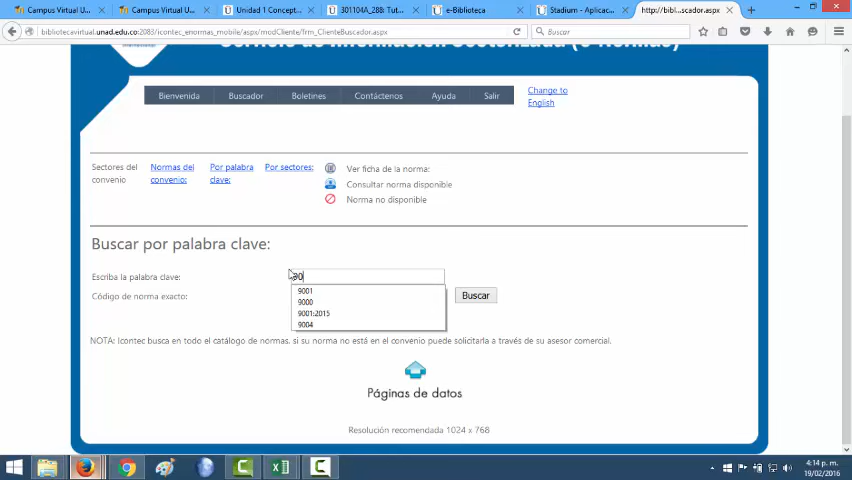 Campus Virtual U...
Campus Virtual U...
Unidad 1 Concept...
301104A_288: Tut...
e-Biblioteca
Stadium - Aplicac...
http://bibl...scador.aspx
bibliotecavirtual.unad.edu.co:2083/icontec_enormas_mobile/aspx/modCliente/frm_ClienteBuscador.aspx
Buscar
Bienvenida
Buscador
Boletines
Contáctenos
Ayuda
Salir
Change to
English
Sectores del
convenio
Normas del
convenio:
Por palabra
clave:
Por sectores:
Ver ficha de la norma:
Consultar norma disponible
Norma no disponible
Buscar por palabra clave:
Escriba la palabra clave:
90
Código de norma exacto:
9001
9000
9001:2015
9004
Buscar
NOTA: Icontec busca en todo el catálogo de normas, si su norma no está en el convenio puede solicitarla a través de su asesor comercial.
Páginas de datos
Resolución recomendada 1024 x 768
4:14 p. m.
19/02/2016